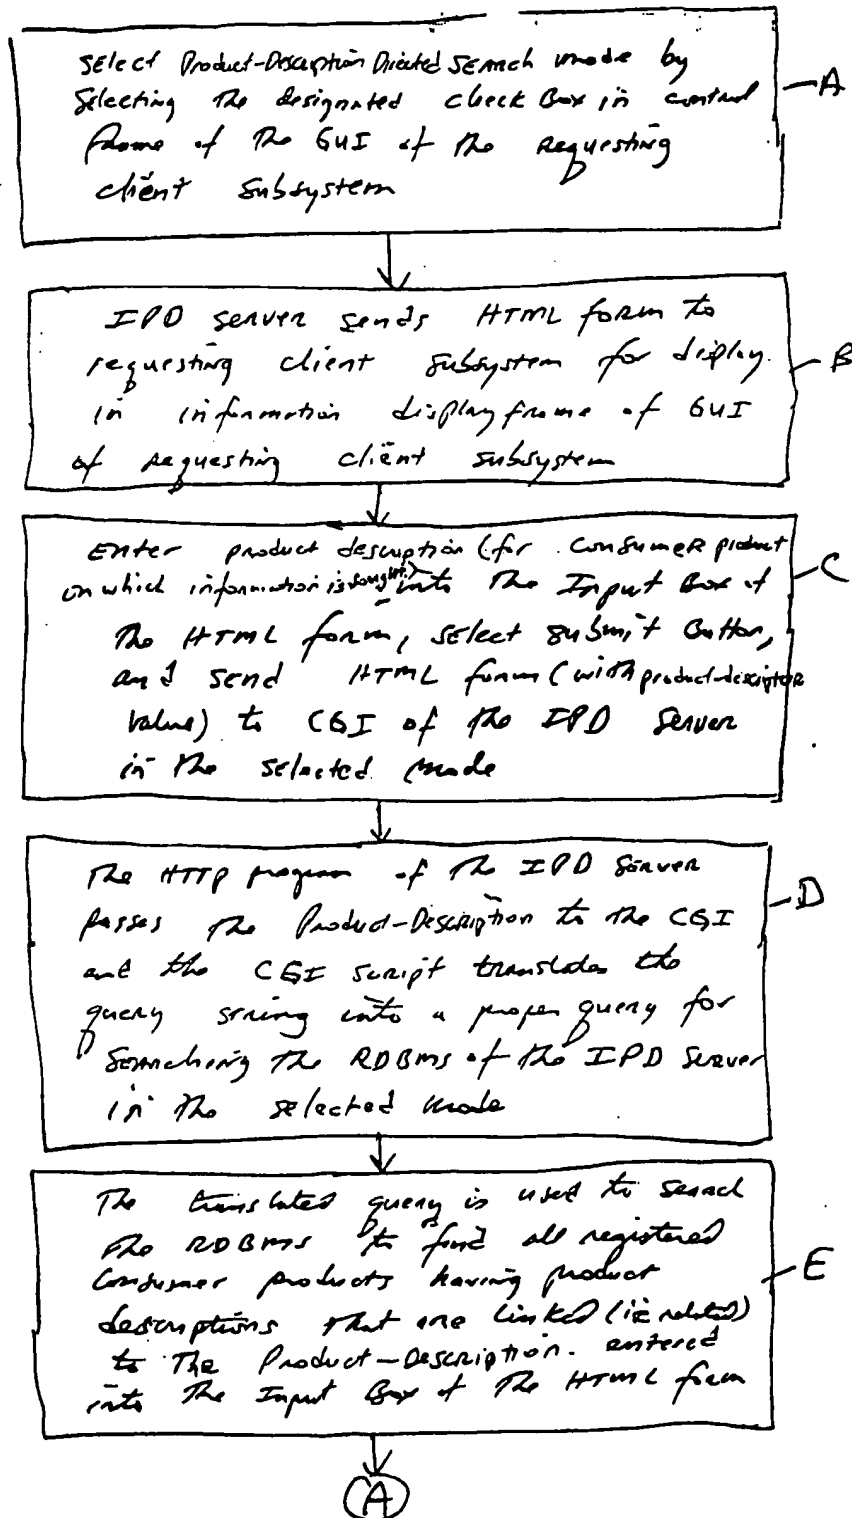 Select Product-Description Directed Search mode by
Selecting the designated check Box in control
frame of the GUI of the requesting
client subsystem
A
IPD server sends HTML form to
requesting client subsystem for display
in information display frame of GUI
of requesting client subsystem
B
Enter product description (for consumer product
on which information is sought) into the Input Box of
the HTML form, select submit Button,
and send HTML form (with product-descriptor
value) to CGI of the IPD Server
in the selected mode
C
The HTTP program of the IPD Server
passes the Product-Description to the CGI
and the CGI script translates the
query string into a proper query for
Searching the RDBMS of the IPD Server
in the selected mode
D
The translated query is used to search
the RDBMS to find all registered
Consumer products having product
descriptions that are linked (ie related)
to the Product-Description. entered
into the Input Box of the HTML form
E
A